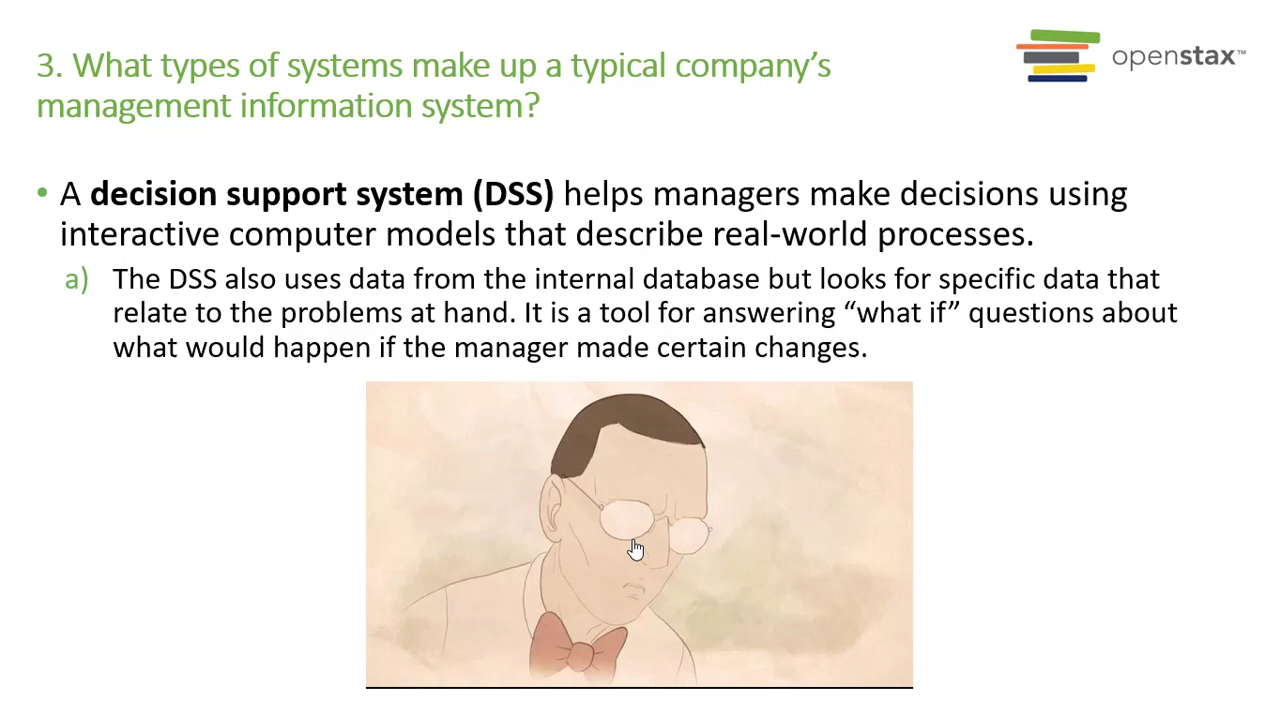 3. What types of systems make up a typical company’s
management information system?
openstax™
• A decision support system (DSS) helps managers make decisions using
interactive computer models that describe real-world processes.
a) The DSS also uses data from the internal database but looks for specific data that
relate to the problems at hand. It is a tool for answering “what if” questions about
what would happen if the manager made certain changes.